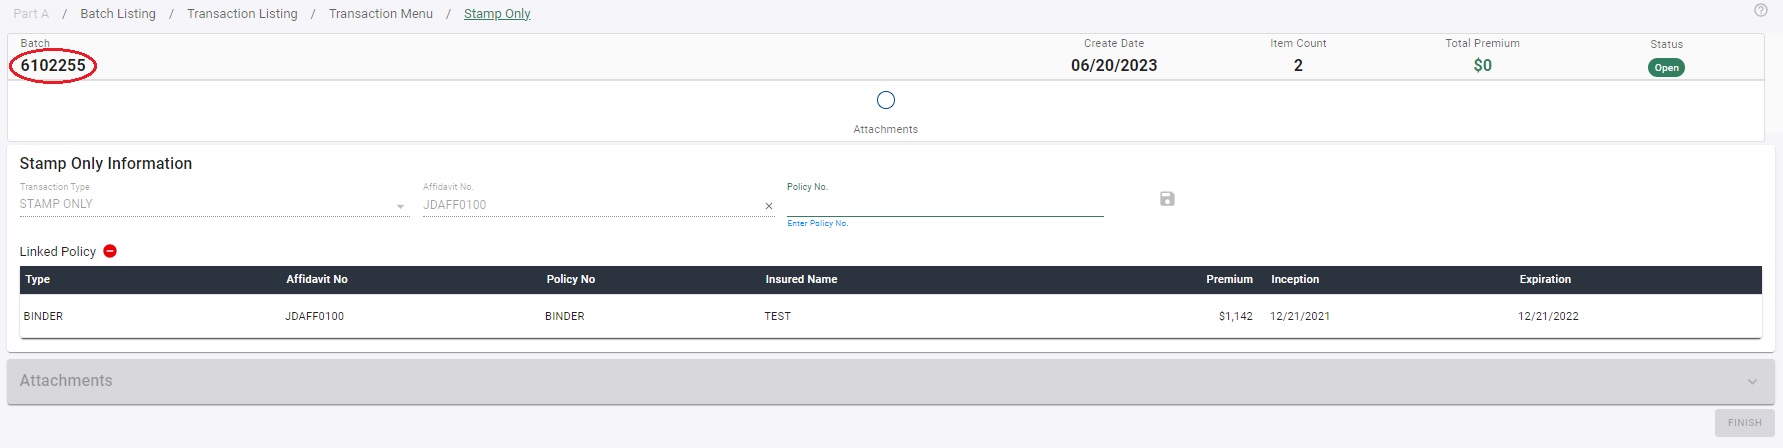 Part A / Batch Listing / Transaction Listing / Transaction Menu / Stamp Only
Batch Create Date Item Count Total Premium Status
6102255 06/20/2023 2 $0 Open
Attachments
Stamp Only Information
Transaction Type Affidavit No. Policy No.
STAMP ONLY JDAFF0100 ×
Enter Policy No.
Linked Policy
Type Affidavit No Policy No Insured Name Premium Inception Expiration
BINDER JDAFF0100 BINDER TEST $1,142 12/21/2021 12/21/2022
Attachments
FINISH